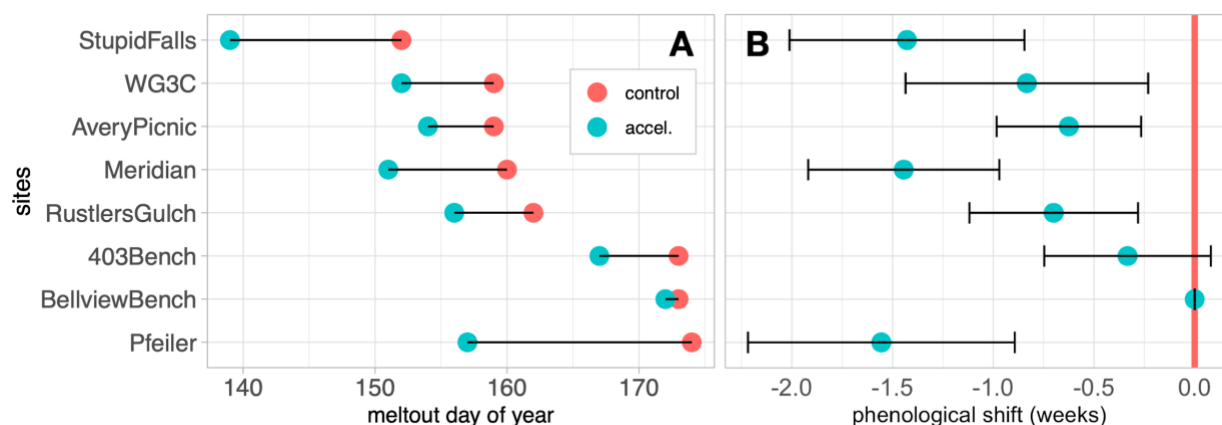 StupidFalls
WG3C
AveryPicnic
Meridian
RustlersGulch
403Bench
BellviewBench
Pfeiler
sites
A
control
accel.
140 150 160 170
meltout day of year
B
-2.0 -1.5 -1.0 -0.5 0.0
phenological shift (weeks)